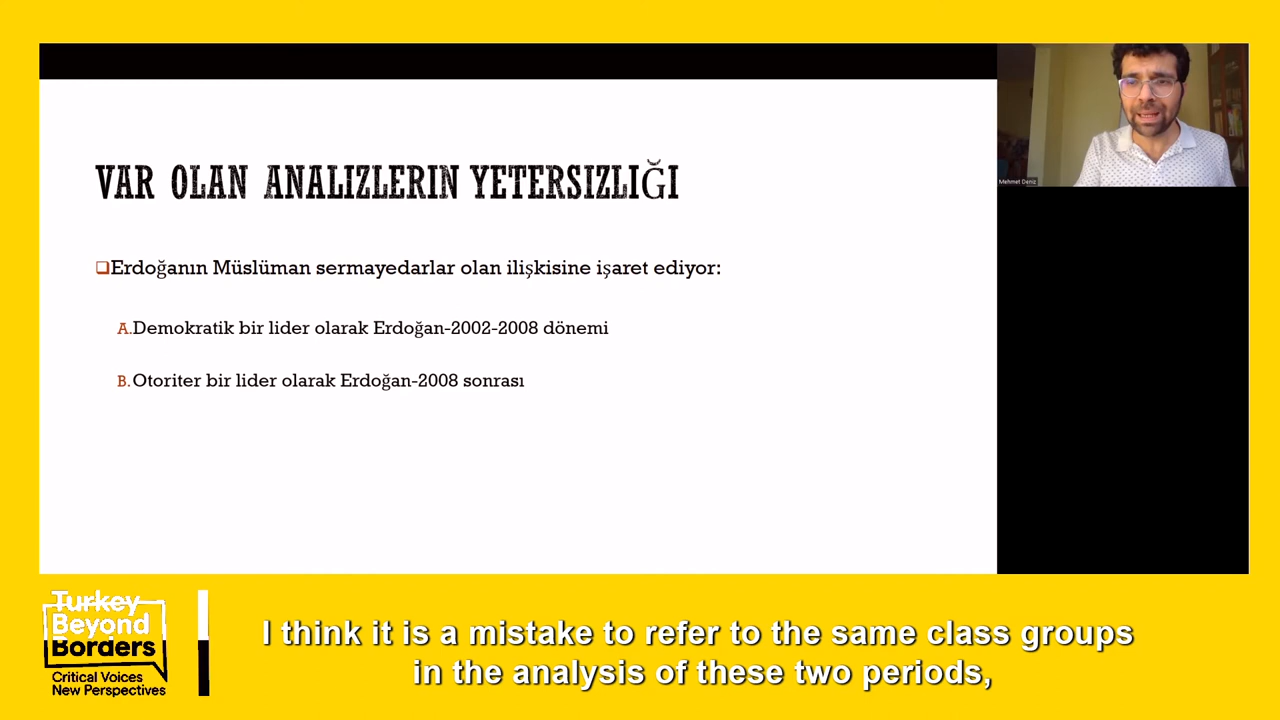 VAR OLAN ANALIZLERIN YETERSIZLIĞI
Erdoğanın Müslüman sermayedarlar olan ilişkisine işaret ediyor:
A.Demokratik bir lider olarak Erdoğan-2002-2008 dönemi
B.Otoriter bir lider olarak Erdoğan-2008 sonrası
Mehmet Deniz
Turkey
Beyond
Borders
Critical Voices
New Perspectives
I think it is a mistake to refer to the same class groups
in the analysis of these two periods,